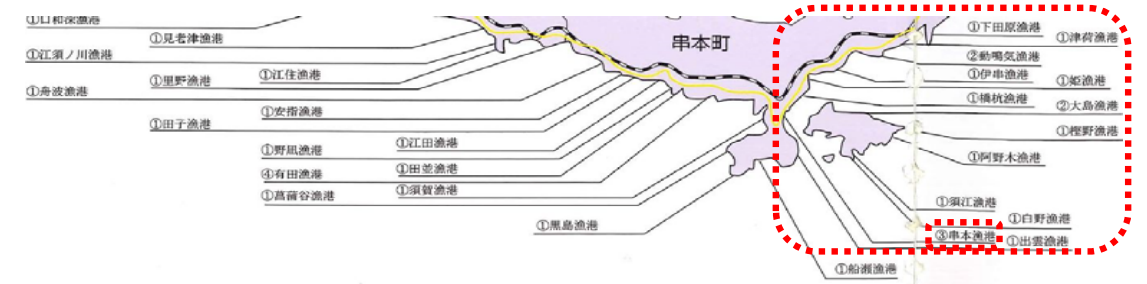 ①日和深漁港
①見老津漁港
①江須ノ川漁港
①里野漁港
①江住漁港
①舟波漁港
①安指漁港
①田子漁港
①野凪漁港
①江田漁港
④有田漁港
①田並漁港
①菖蒲谷漁港
①須賀漁港
①黒島漁港
串本町
①下田原漁港
①津荷漁港
②動鳴気漁港
①伊串漁港
①姫漁港
①橋杭漁港
②大島漁港
①樫野漁港
①阿野木漁港
①須江漁港
①白野漁港
③串本漁港
①出雲漁港
①船瀬漁港